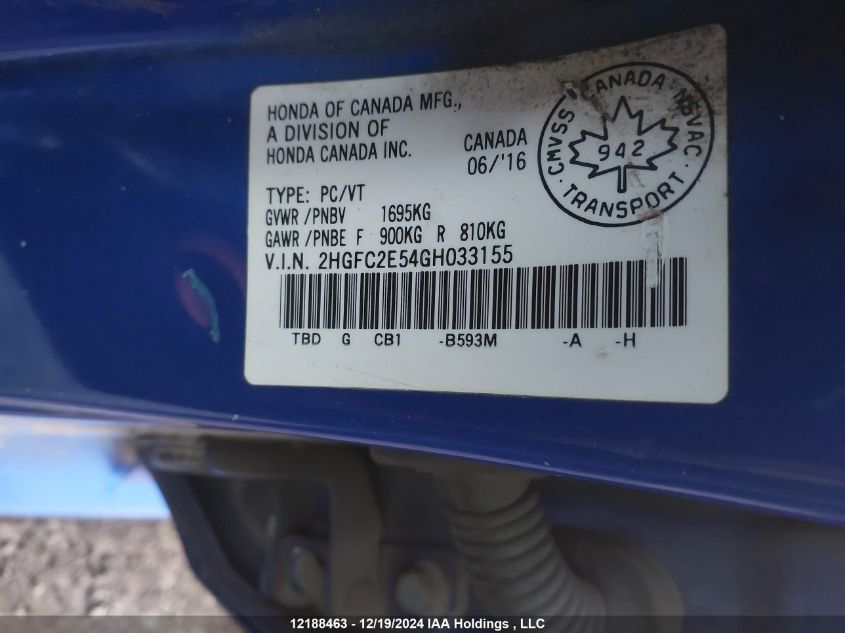 HONDA OF CANADA MFG.,
A DIVISION OF
HONDA CANADA INC.
CANADA
06/'16
CANADA NSVAC
CMVSS
942
TRANSPORT
TYPE: PC/VT
GVWR /PNBV 1695KG
GAWR /PNBE F 900KG R 810KG
V.I.N. 2HGFC2E54GH033155
TBD G CB1 -B593M -A -H
12188463 - 12/19/2024 IAA Holdings , LLC